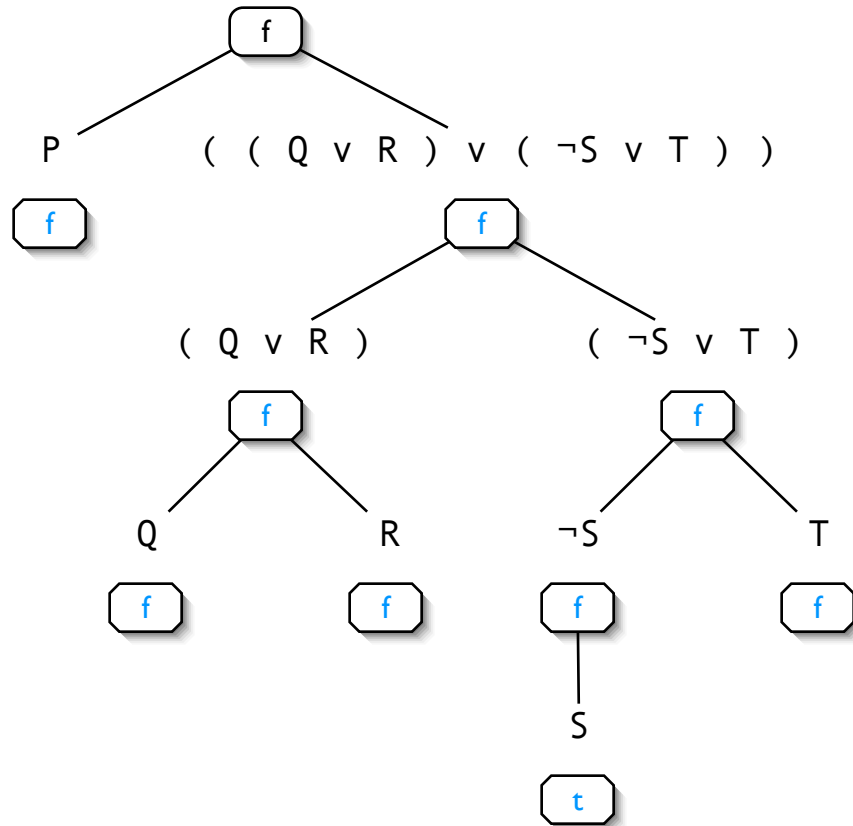 f
P ( ( Q v R ) v ( ¬S v T ) )
f f
( Q v R ) ( ¬S v T )
f f
Q R ¬S T
f f f f
S
t